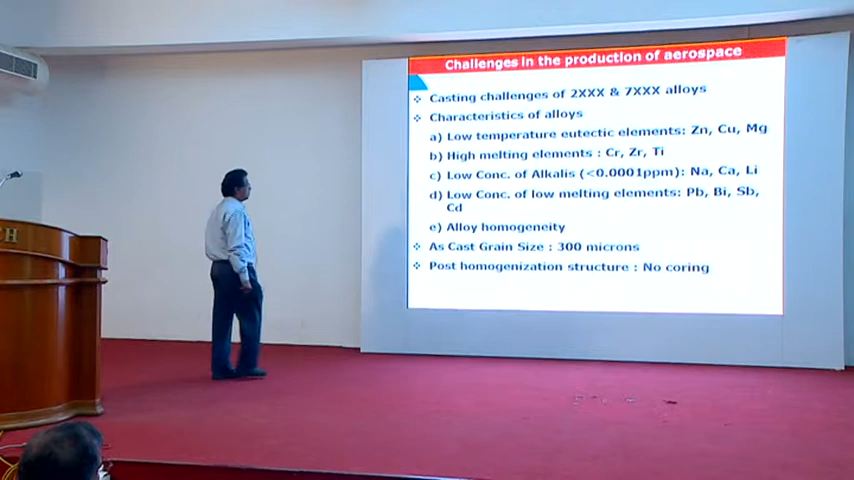 Challenges in the production of aerospace
❖ Casting challenges of 2XXX & 7XXX alloys
❖ Characteristics of alloys
a) Low temperature eutectic elements: Zn, Cu, Mg
b) High melting elements : Cr, Zr, Ti
c) Low Conc. of Alkalis (<0.0001ppm): Na, Ca, Li
d) Low Conc. of low melting elements: Pb, Bi, Sb,
Cd
e) Alloy homogeneity
❖ As Cast Grain Size : 300 microns
❖ Post homogenization structure : No coring